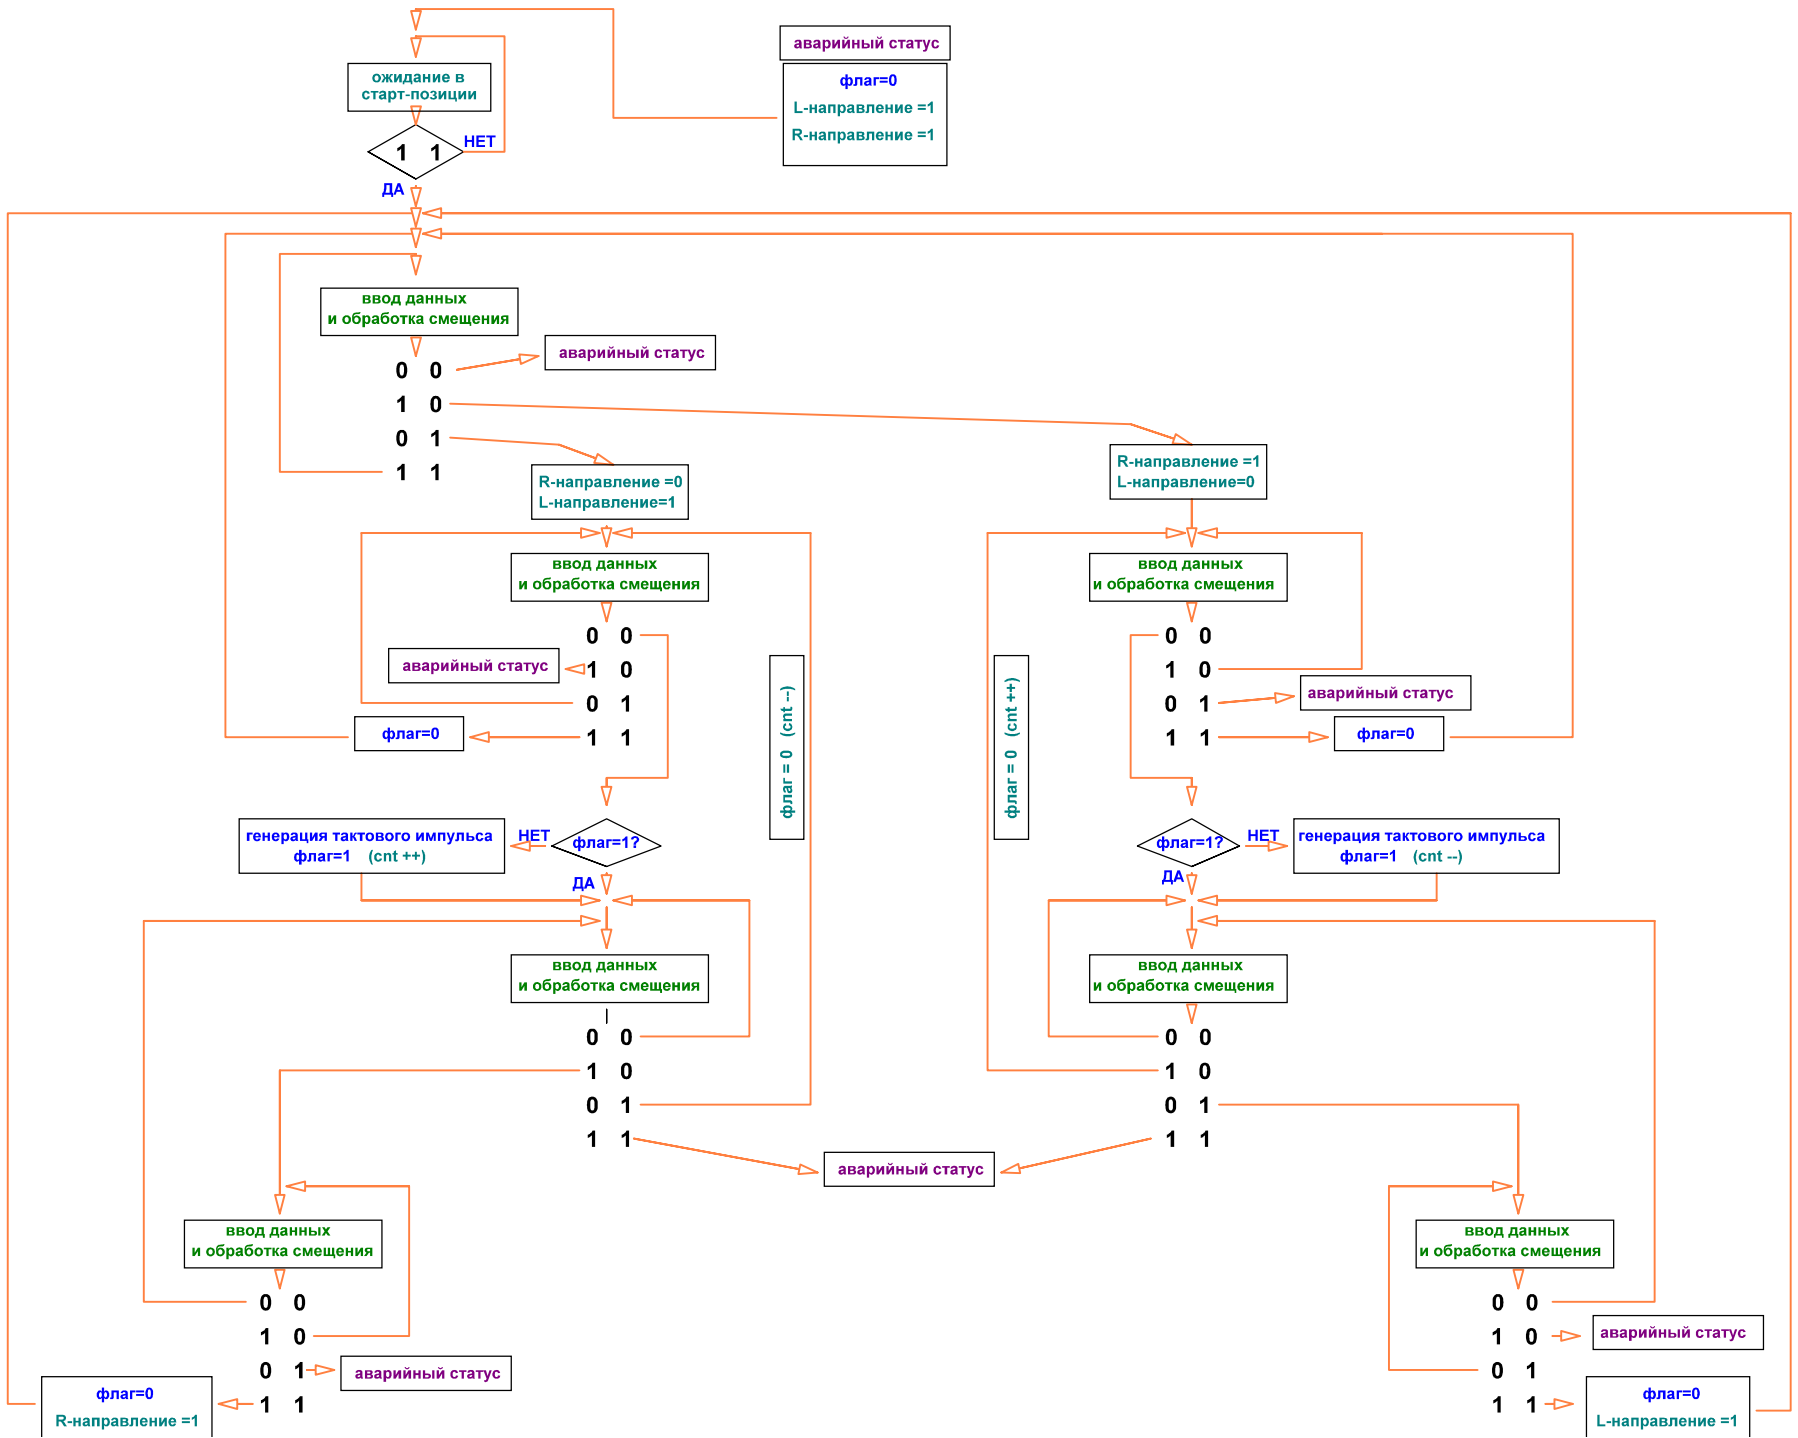 аварийный статус
ожидание в
старт-позиции
флаг=0
L-направление =1
R-направление =1
1 1
НЕТ
ДА
ввод данных
и обработка смещения
0 0
аварийный статус
1 0
0 1
1 1
R-направление =0
L-направление=1
R-направление =1
L-направление=0
ввод данных
и обработка смещения
0 0
аварийный статус
1 0
0 1
флаг=0
1 1
флаг = 0 (cnt --)
ввод данных
и обработка смещения
0 0
1 0
0 1
аварийный статус
1 1
флаг=0
флаг = 0 (cnt ++)
генерация тактового импульса
флаг=1 (cnt ++)
НЕТ
флаг=1?
ДА
флаг=1?
НЕТ
генерация тактового импульса
флаг=1 (cnt --)
ДА
ввод данных
и обработка смещения
0 0
1 0
0 1
1 1
ввод данных
и обработка смещения
0 0
1 0
0 1
1 1
аварийный статус
ввод данных
и обработка смещения
0 0
1 0
0 1
аварийный статус
1 1
флаг=0
R-направление =1
ввод данных
и обработка смещения
0 0
1 0
аварийный статус
0 1
1 1
флаг=0
L-направление =1